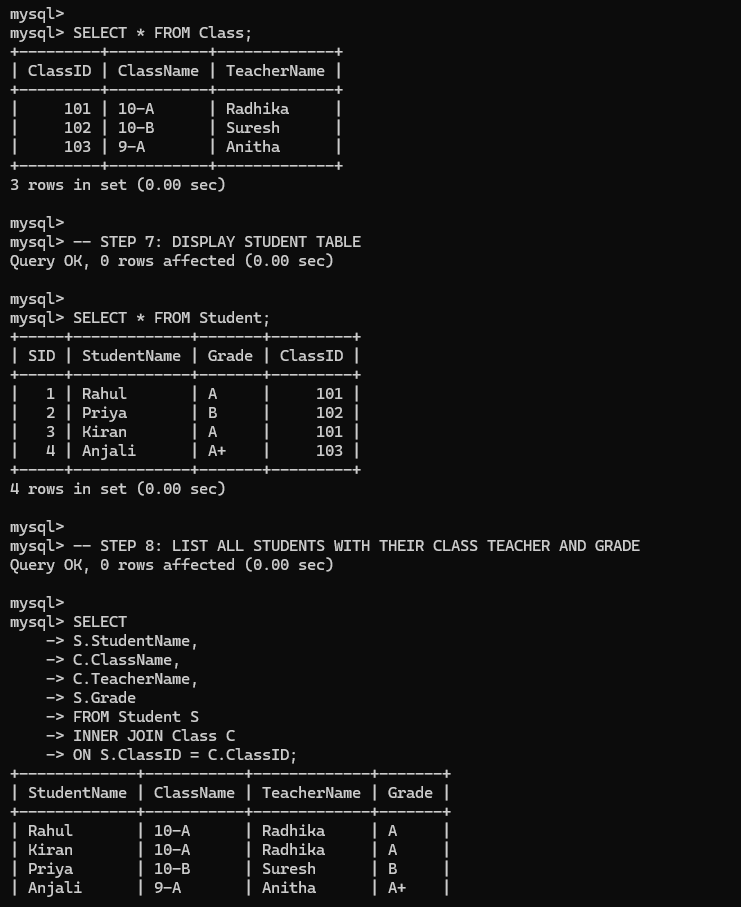 mysql>
mysql> SELECT * FROM Class;
+---------+-----------+-------------+
| ClassID | ClassName | TeacherName |
+---------+-----------+-------------+
|     101 | 10-A      | Radhika     |
|     102 | 10-B      | Suresh      |
|     103 | 9-A       | Anitha      |
+---------+-----------+-------------+
3 rows in set (0.00 sec)

mysql>
mysql> -- STEP 7: DISPLAY STUDENT TABLE
Query OK, 0 rows affected (0.00 sec)

mysql>
mysql> SELECT * FROM Student;
+-----+-------------+-------+---------+
| SID | StudentName | Grade | ClassID |
+-----+-------------+-------+---------+
|   1 | Rahul       | A     |     101 |
|   2 | Priya       | B     |     102 |
|   3 | Kiran       | A     |     101 |
|   4 | Anjali      | A+    |     103 |
+-----+-------------+-------+---------+
4 rows in set (0.00 sec)

mysql>
mysql> -- STEP 8: LIST ALL STUDENTS WITH THEIR CLASS TEACHER AND GRADE
Query OK, 0 rows affected (0.00 sec)

mysql>
mysql> SELECT
    -> S.StudentName,
    -> C.ClassName,
    -> C.TeacherName,
    -> S.Grade
    -> FROM Student S
    -> INNER JOIN Class C
    -> ON S.ClassID = C.ClassID;
+-------------+-----------+-------------+-------+
| StudentName | ClassName | TeacherName | Grade |
+-------------+-----------+-------------+-------+
| Rahul       | 10-A      | Radhika     | A     |
| Kiran       | 10-A      | Radhika     | A     |
| Priya       | 10-B      | Suresh      | B     |
| Anjali      | 9-A       | Anitha      | A+    |